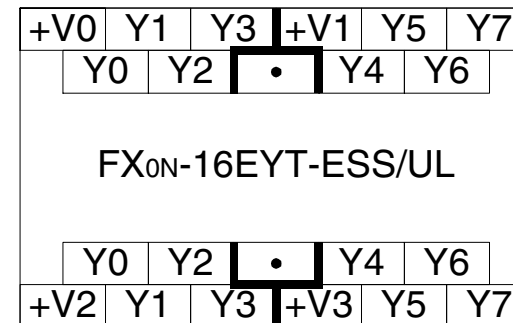 +V0 Y1 Y3 +V1 Y5 Y7
Y0 Y2 • Y4 Y6
FX0N-16EYT-ESS/UL
Y0 Y2 • Y4 Y6
+V2 Y1 Y3 +V3 Y5 Y7